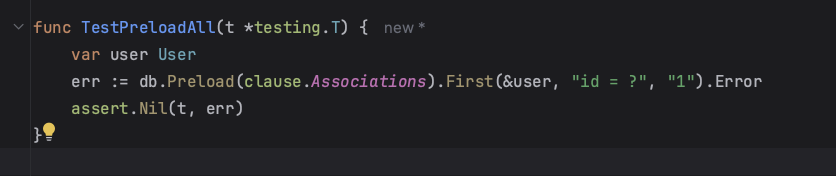 func TestPreloadAll(t *testing.T) { new *
    var user User
    err := db.Preload(clause.Associations).First(&user, "id = ?", "1").Error
    assert.Nil(t, err)
}